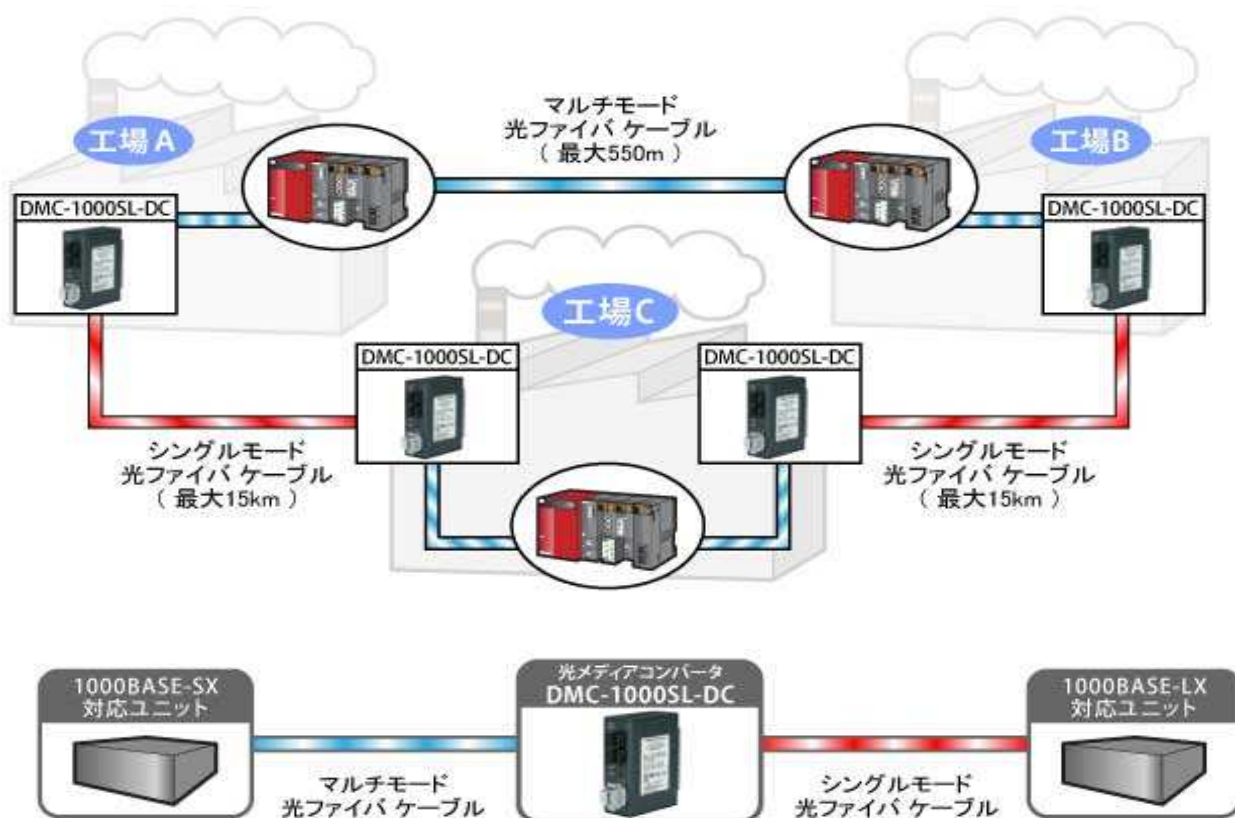 マルチモード
光ファイバ ケーブル
（ 最大550m ）
工場A
工場B
DMC-1000SL-DC
DMC-1000SL-DC
工場C
DMC-1000SL-DC
DMC-1000SL-DC
シングルモード
光ファイバ ケーブル
（ 最大15km ）
シングルモード
光ファイバ ケーブル
（ 最大15km ）
1000BASE-SX
対応ユニット
光メディアコンバータ
DMC-1000SL-DC
1000BASE-LX
対応ユニット
マルチモード
光ファイバ ケーブル
シングルモード
光ファイバ ケーブル